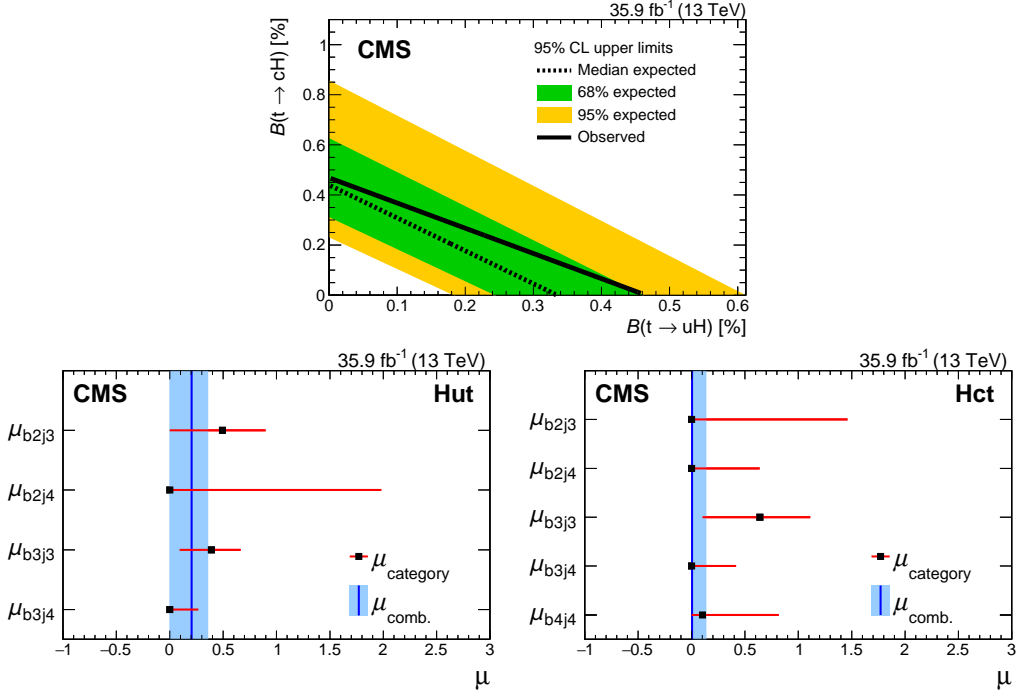 35.9 fb⁻¹ (13 TeV)
CMS
95% CL upper limits
Median expected
68% expected
95% expected
Observed
B(t → cH) [%]
1
0.8
0.6
0.4
0.2
0
0 0.1 0.2 0.3 0.4 0.5 0.6
B(t → uH) [%]
35.9 fb⁻¹ (13 TeV)
CMS Hut
μb2j3
μb2j4
μb3j3
μb3j4
μcategory
μcomb.
−1 −0.5 0 0.5 1 1.5 2 2.5 3
μ
35.9 fb⁻¹ (13 TeV)
CMS Hct
μb2j3
μb2j4
μb3j3
μb3j4
μb4j4
μcategory
μcomb.
−1 −0.5 0 0.5 1 1.5 2 2.5 3
μ